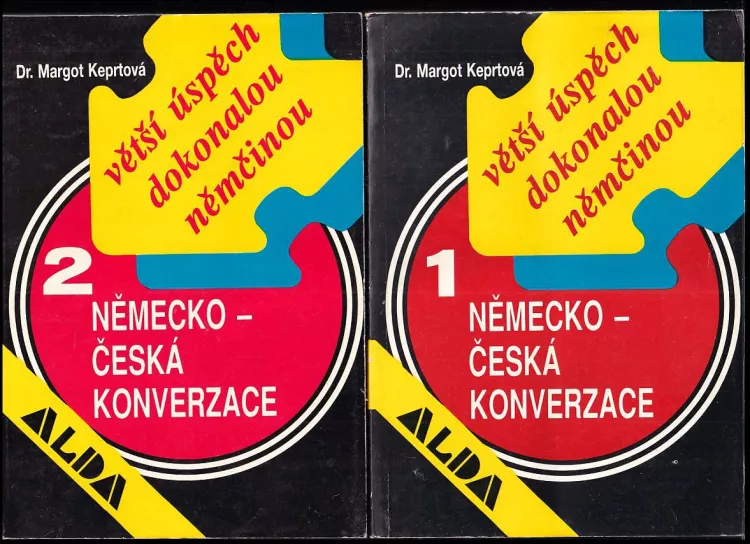 Dr. Margot Keprtová
větší úspěch
dokonalou
němčinou
2
NĚMECKO –
ČESKÁ
KONVERZACE
ALDA
Dr. Margot Keprtová
větší úspěch
dokonalou
němčinou
1
NĚMECKO –
ČESKÁ
KONVERZACE
ALDA